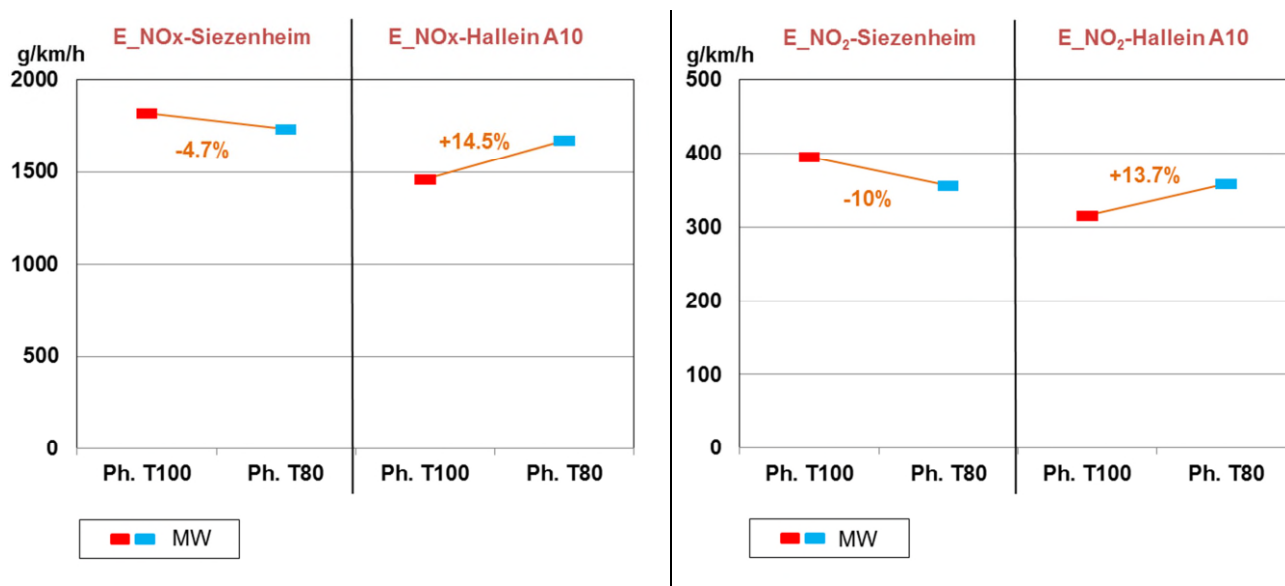 E_NOx-Siezenheim E_NOx-Hallein A10
g/km/h
2000
1500
1000
500
0
-4.7%
+14.5%
Ph. T100 Ph. T80 Ph. T100 Ph. T80
MW
E_NO₂-Siezenheim E_NO₂-Hallein A10
g/km/h
500
400
300
200
100
0
-10%
+13.7%
Ph. T100 Ph. T80 Ph. T100 Ph. T80
MW